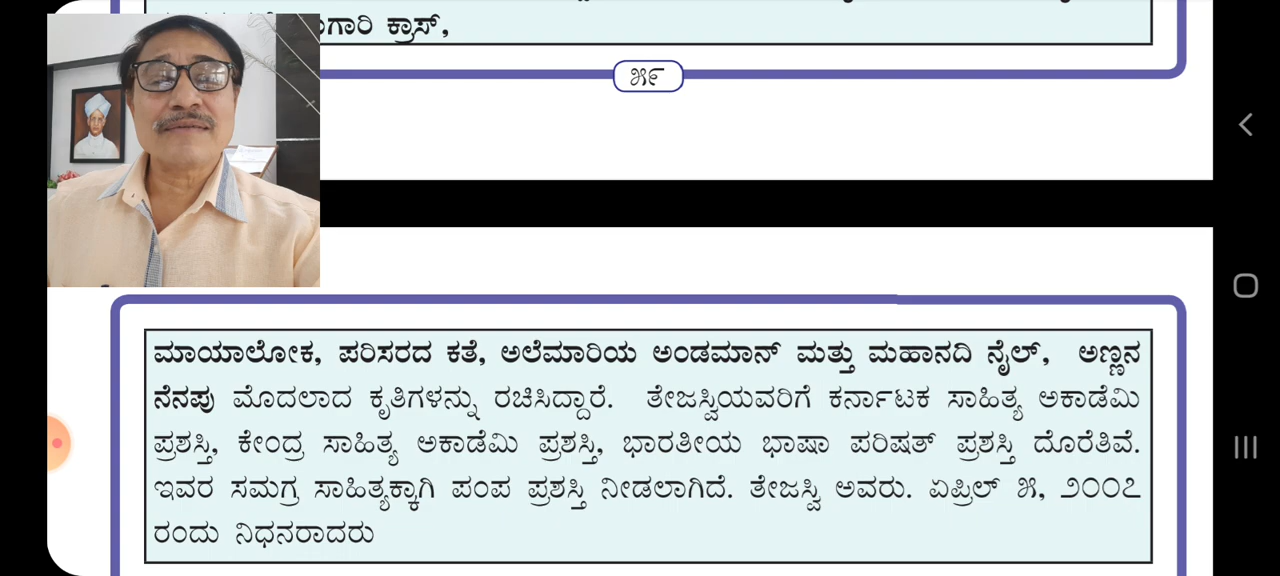 ಗಾರಿ ಕ್ರಾಸ್,
೫೯
ಮಾಯಾಲೋಕ, ಪರಿಸರದ ಕತೆ, ಅಲೆಮಾರಿಯ ಅಂಡಮಾನ್ ಮತ್ತು ಮಹಾನದಿ ನೈಲ್, ಅಣ್ಣನ
ನೆನಪು ಮೊದಲಾದ ಕೃತಿಗಳನ್ನು ರಚಿಸಿದ್ದಾರೆ. ತೇಜಸ್ವಿಯವರಿಗೆ ಕರ್ನಾಟಕ ಸಾಹಿತ್ಯ ಅಕಾಡೆಮಿ
ಪ್ರಶಸ್ತಿ, ಕೇಂದ್ರ ಸಾಹಿತ್ಯ ಅಕಾಡೆಮಿ ಪ್ರಶಸ್ತಿ, ಭಾರತೀಯ ಭಾಷಾ ಪರಿಷತ್ ಪ್ರಶಸ್ತಿ ದೊರೆತಿವೆ.
ಇವರ ಸಮಗ್ರ ಸಾಹಿತ್ಯಕ್ಕಾಗಿ ಪಂಪ ಪ್ರಶಸ್ತಿ ನೀಡಲಾಗಿದೆ. ತೇಜಸ್ವಿ ಅವರು. ಏಪ್ರಿಲ್ ೫, ೨೦೦೭
ರಂದು ನಿಧನರಾದರು